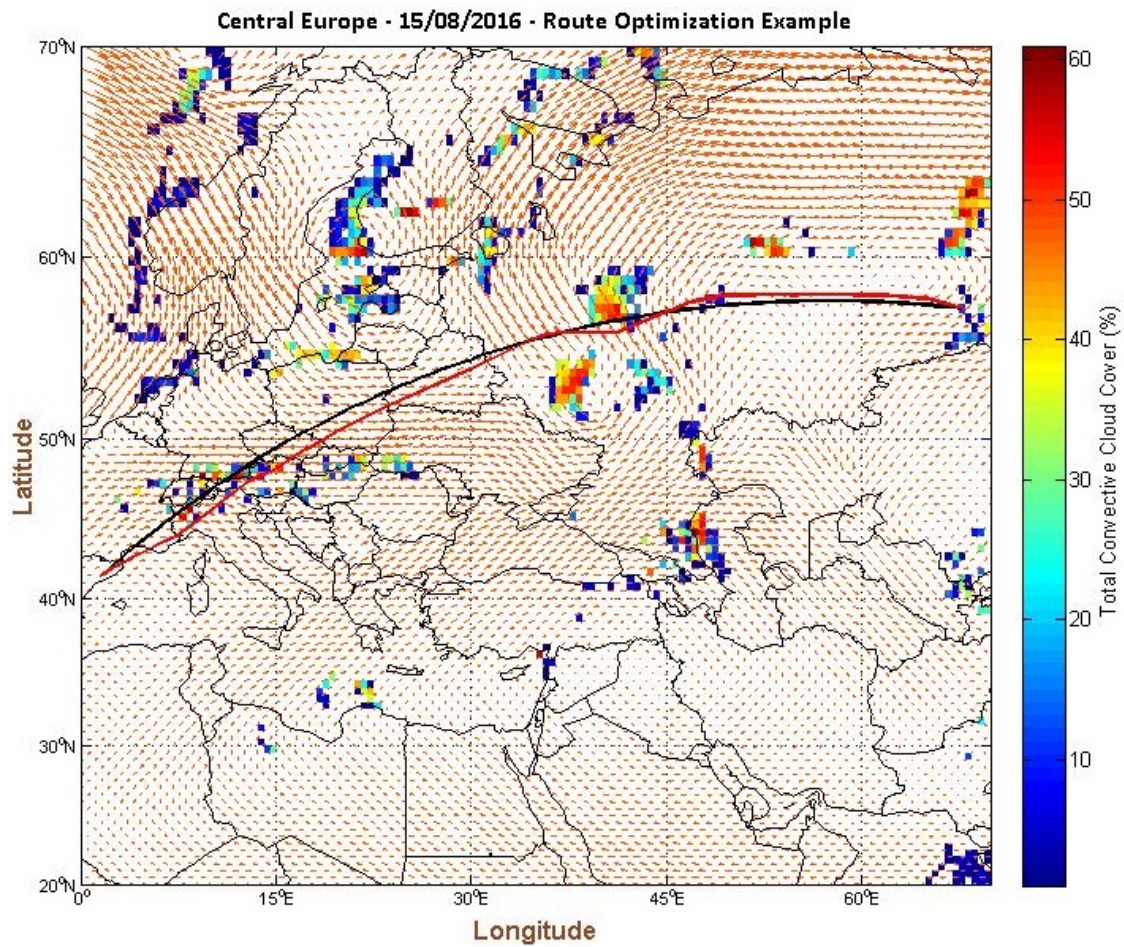 Central Europe - 15/08/2016 - Route Optimization Example
70°N
60°N
50°N
40°N
30°N
20°N
0°
15°E
30°E
45°E
60°E
Latitude
Longitude
60
50
40
30
20
10
Total Convective Cloud Cover (%)